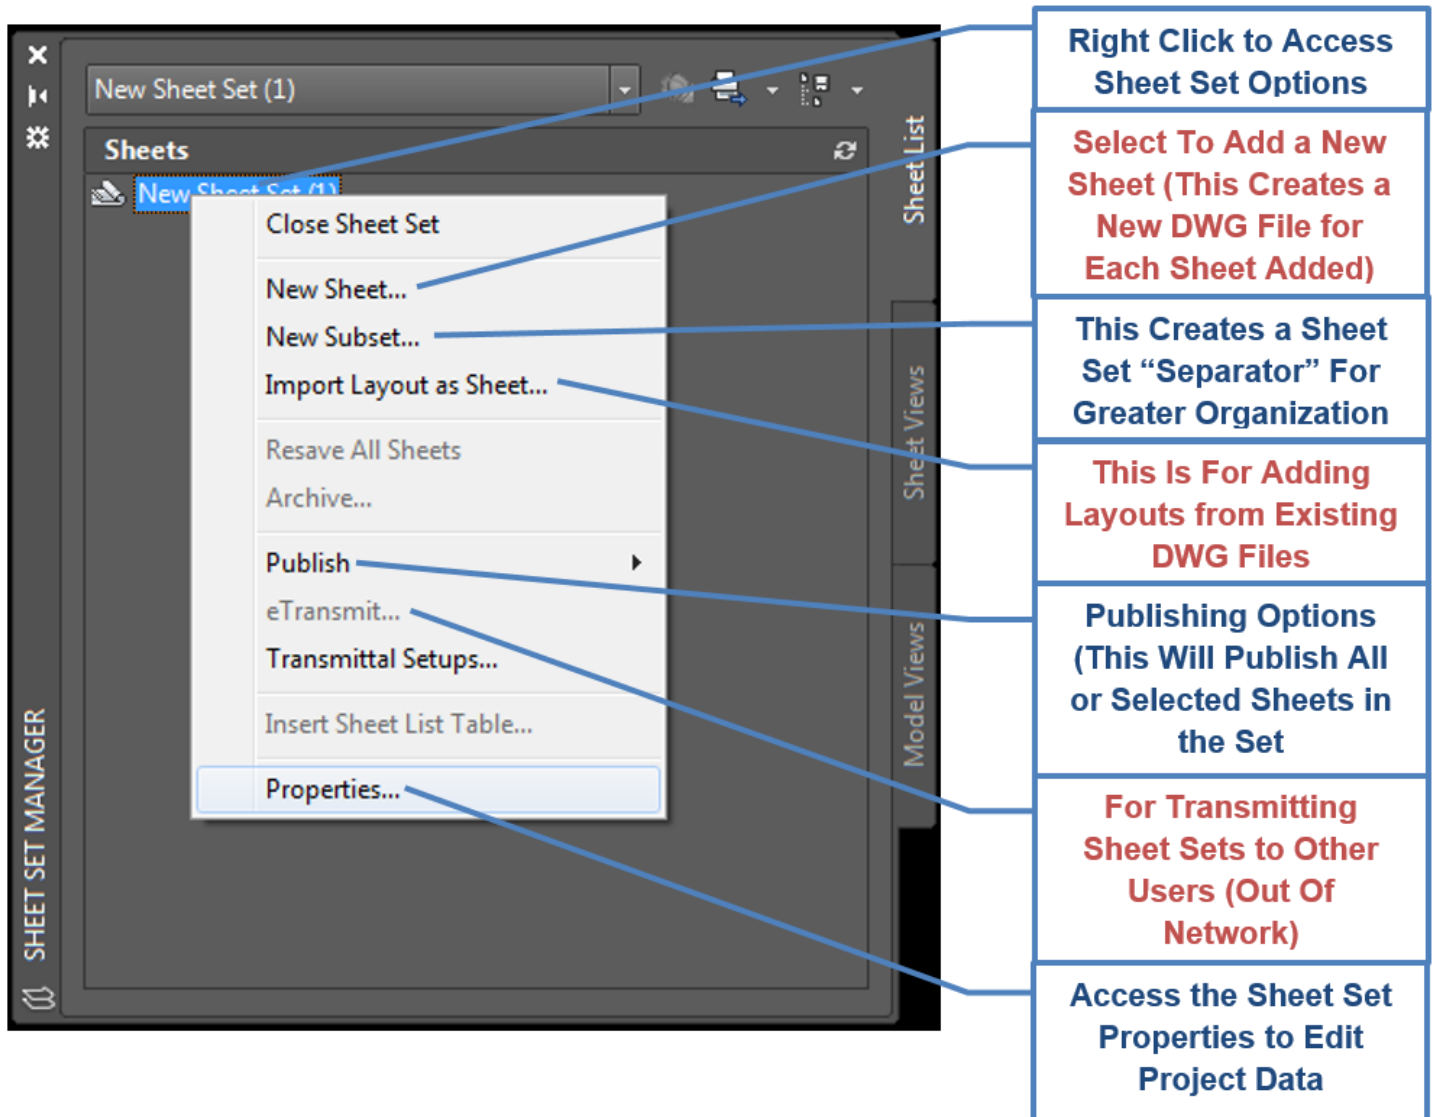 New Sheet Set (1)
Sheets
New Sheet Set (1)
Close Sheet Set
New Sheet...
New Subset...
Import Layout as Sheet...
Resave All Sheets
Archive...
Publish
eTransmit...
Transmittal Setups...
Insert Sheet List Table...
Properties...
SHEET SET MANAGER
Sheet List
Sheet Views
Model Views
Right Click to Access
Sheet Set Options
Select To Add a New
Sheet (This Creates a
New DWG File for
Each Sheet Added)
This Creates a Sheet
Set “Separator” For
Greater Organization
This Is For Adding
Layouts from Existing
DWG Files
Publishing Options
(This Will Publish All
or Selected Sheets in
the Set
For Transmitting
Sheet Sets to Other
Users (Out Of
Network)
Access the Sheet Set
Properties to Edit
Project Data